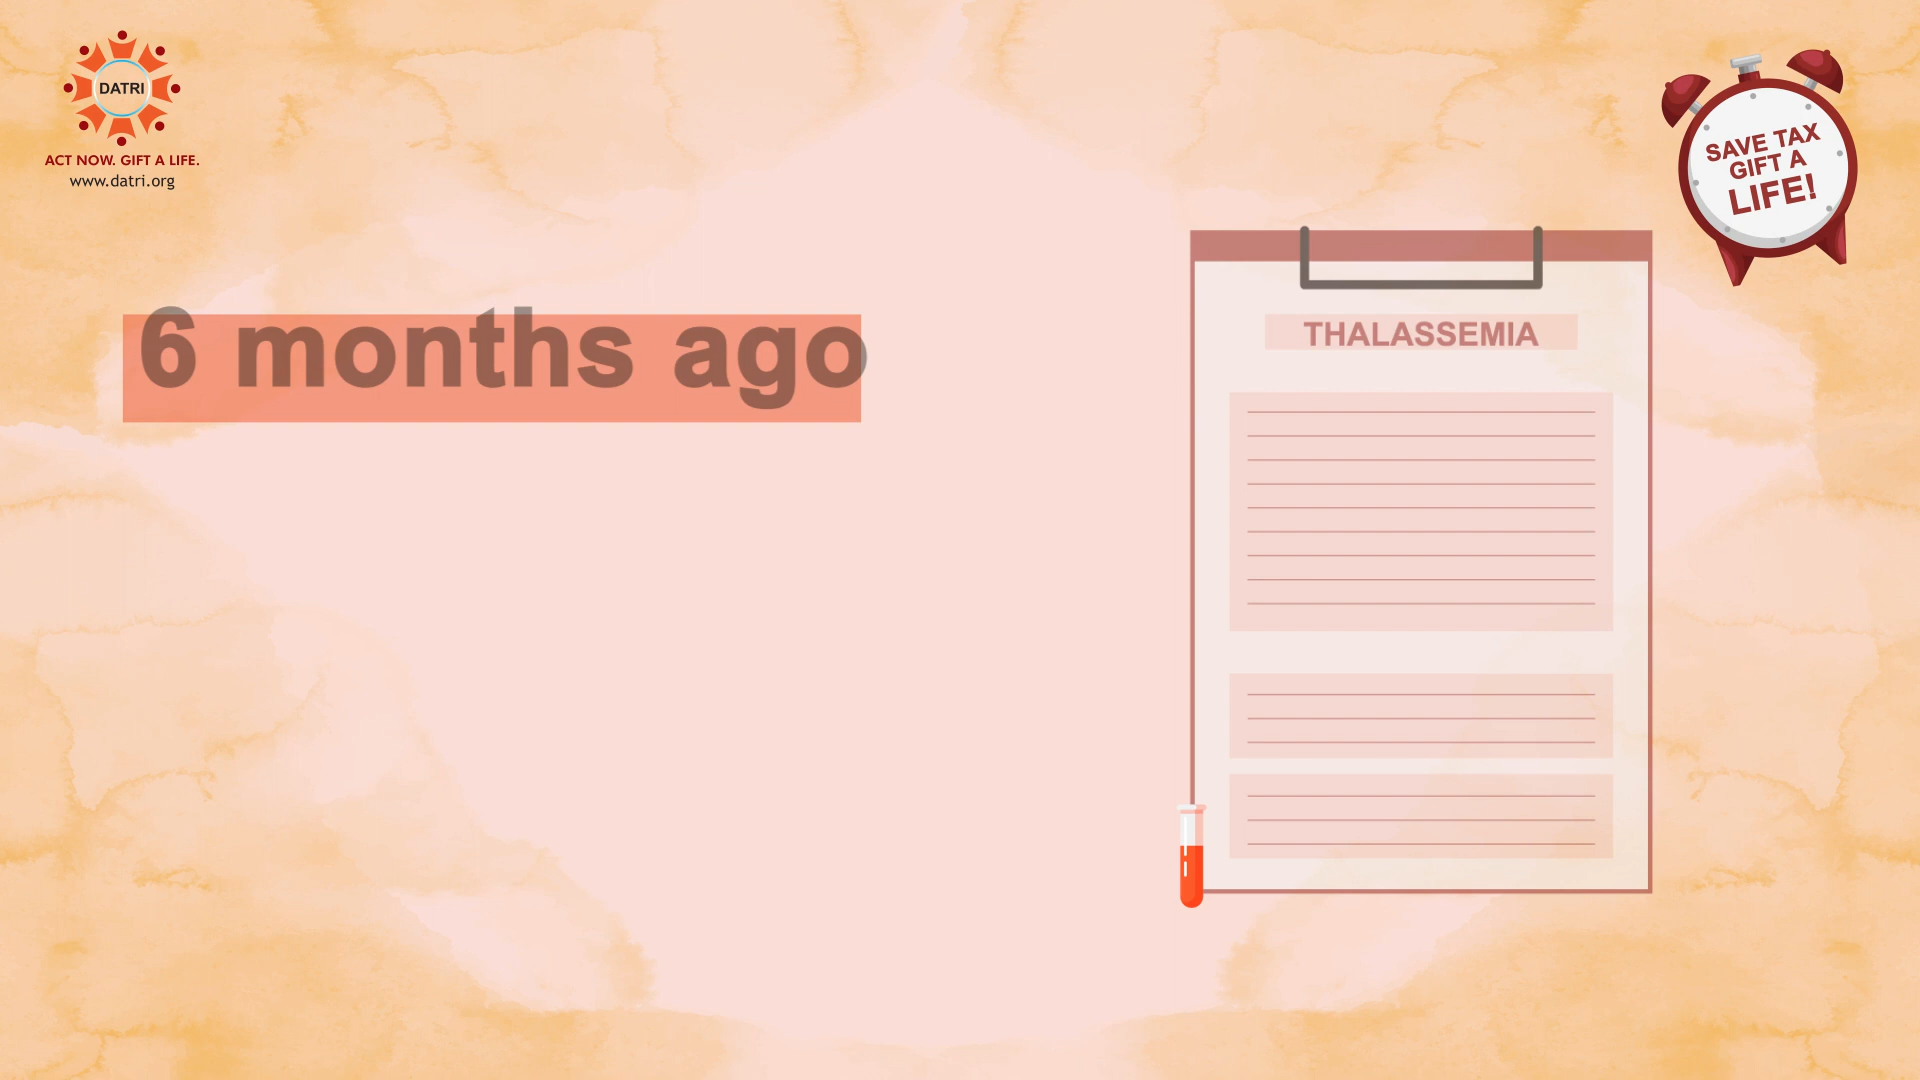 DATRI
ACT NOW. GIFT A LIFE.
www.datri.org
SAVE TAX
GIFT A
LIFE!
6 months ago
THALASSEMIA